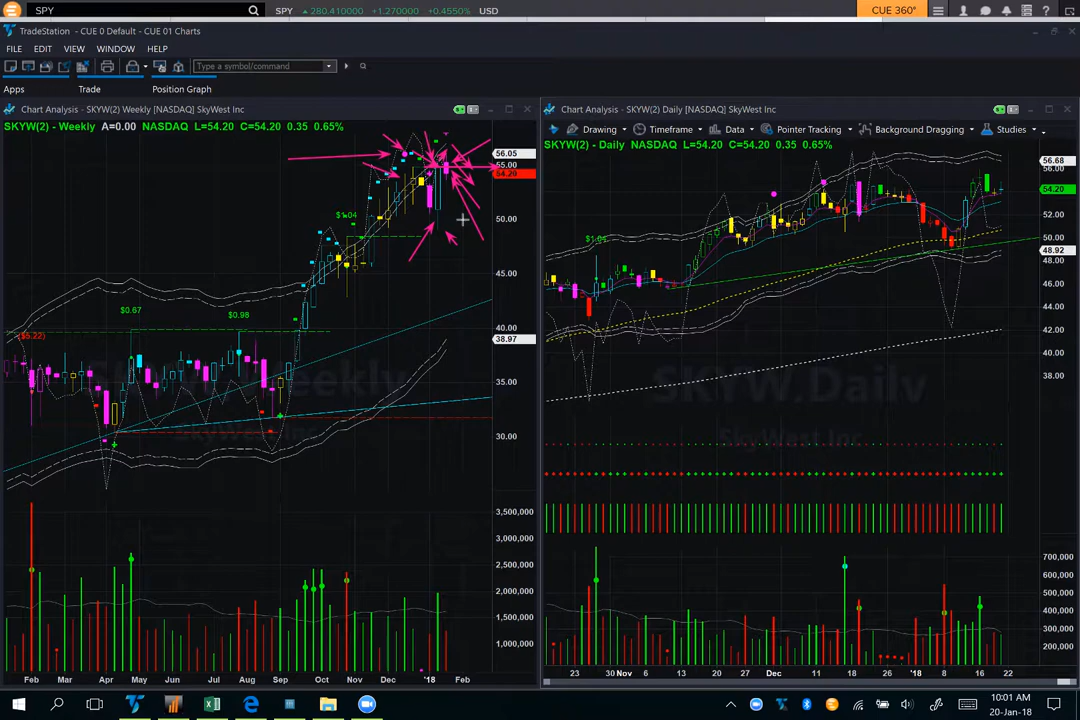 SPY
SPY 280.410000 +1.270000 +0.4550% USD
CUE 360°
TradeStation - CUE 0 Default - CUE 01 Charts
FILE EDIT VIEW WINDOW HELP
Type a symbol/command
Apps Trade Position Graph
Chart Analysis - SKYW(2) Weekly [NASDAQ] SkyWest Inc
SKYW(2) - Weekly A=0.00 NASDAQ L=54.20 C=54.20 0.35 0.65%
56.05
55.00
54.20
$1.04
50.00
45.00
$0.67
$0.98
40.00
($5.22)
38.97
35.00
SKYW.Weekly
SkyWest Inc
30.00
3,500,000
3,000,000
2,500,000
2,000,000
1,500,000
1,000,000
Feb Mar Apr May Jun Jul Aug Sep Oct Nov Dec '18 Feb
Chart Analysis - SKYW(2) Daily [NASDAQ] SkyWest Inc
Drawing Timeframe Data Pointer Tracking Background Dragging Studies
SKYW(2) - Daily NASDAQ L=54.20 C=54.20 0.35 0.65%
56.68
56.00
54.20
52.00
$1.04
50.00
48.92
48.00
46.00
44.00
42.00
40.00
38.00
SKYW.Daily
SkyWest Inc
700,000
600,000
500,000
400,000
300,000
200,000
23 30 Nov 6 13 20 27 Dec 11 18 26 '18 8 16 22
10:01 AM
20-Jan-18